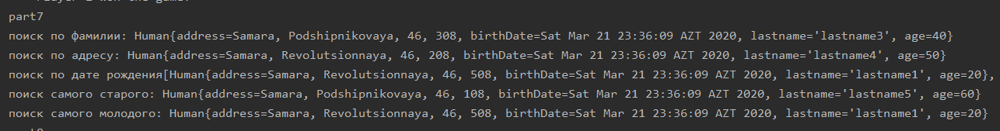 Player 2 won the game.
part7
поиск по фамилии: Human{address=Samara, Podshipnikovaya, 46, 308, birthDate=Sat Mar 21 23:36:09 AZT 2020, lastname='lastname3', age=40}
поиск по адресу: Human{address=Samara, Revolutsionnaya, 46, 208, birthDate=Sat Mar 21 23:36:09 AZT 2020, lastname='lastname4', age=50}
поиск по дате рождения[Human{address=Samara, Revolutsionnaya, 46, 508, birthDate=Sat Mar 21 23:36:09 AZT 2020, lastname='lastname1', age=20},
поиск самого старого: Human{address=Samara, Podshipnikovaya, 46, 108, birthDate=Sat Mar 21 23:36:09 AZT 2020, lastname='lastname5', age=60}
поиск самого молодого: Human{address=Samara, Revolutsionnaya, 46, 508, birthDate=Sat Mar 21 23:36:09 AZT 2020, lastname='lastname1', age=20}